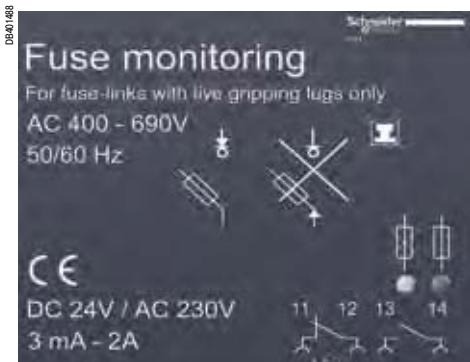 DB401488
Schneider
Fuse monitoring
For fuse-links with live gripping lugs only
AC 400 - 690V
50/60 Hz
CE
DC 24V / AC 230V
3 mA - 2A
11 12 13 14